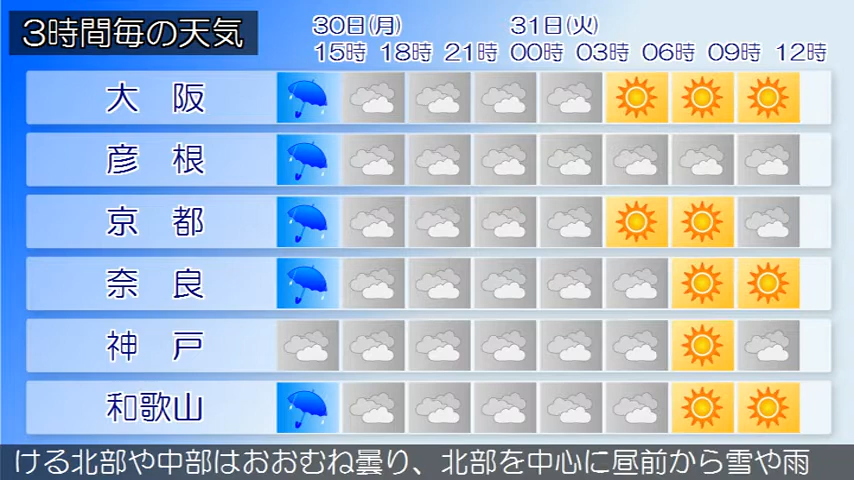 3時間毎の天気
30日(月) 31日(火)
15時 18時 21時 00時 03時 06時 09時 12時
大阪
彦根
京都
奈良
神戸
和歌山
ける北部や中部はおおむね曇り、北部を中心に昼前から雪や雨